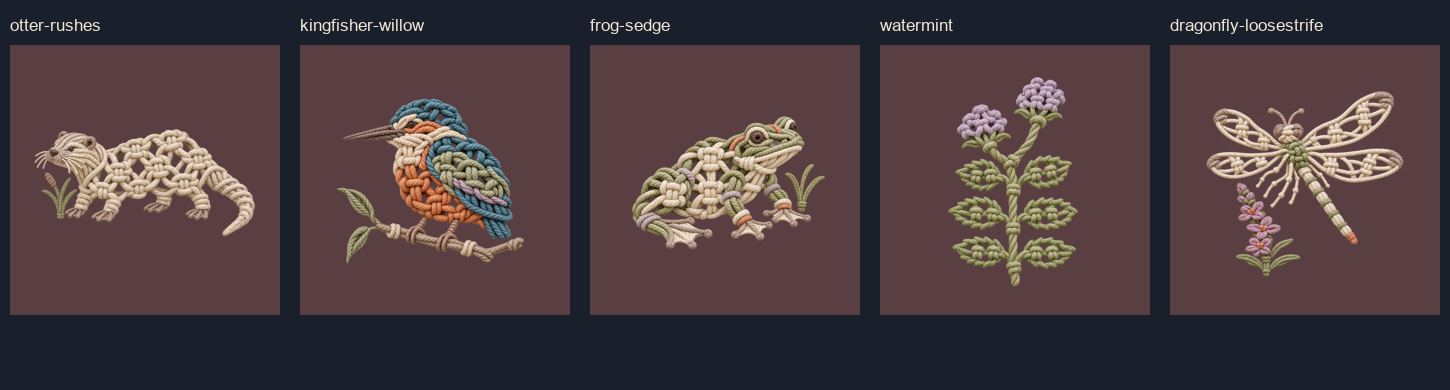 otter-rushes
kingfisher-willow
frog-sedge
watermint
dragonfly-loosestrife